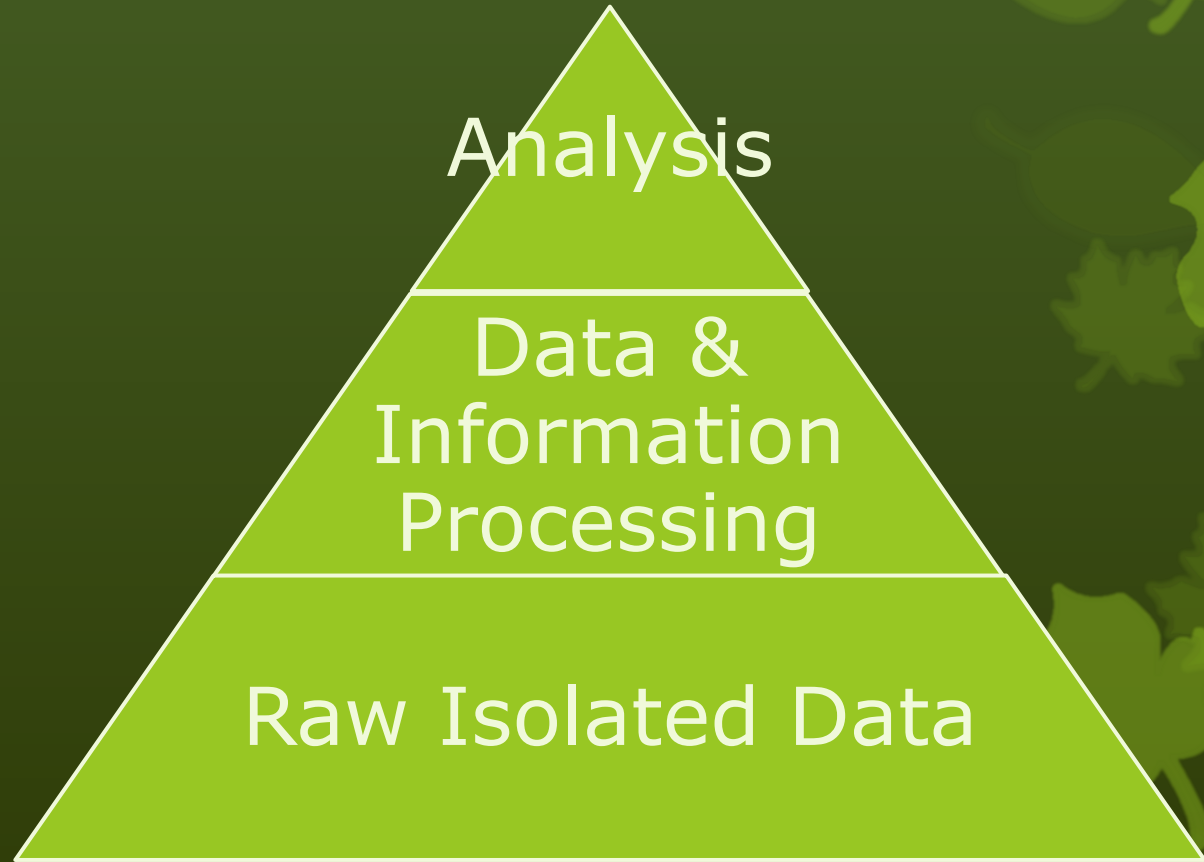 Analysis
Data &
Information
Processing
Raw Isolated Data